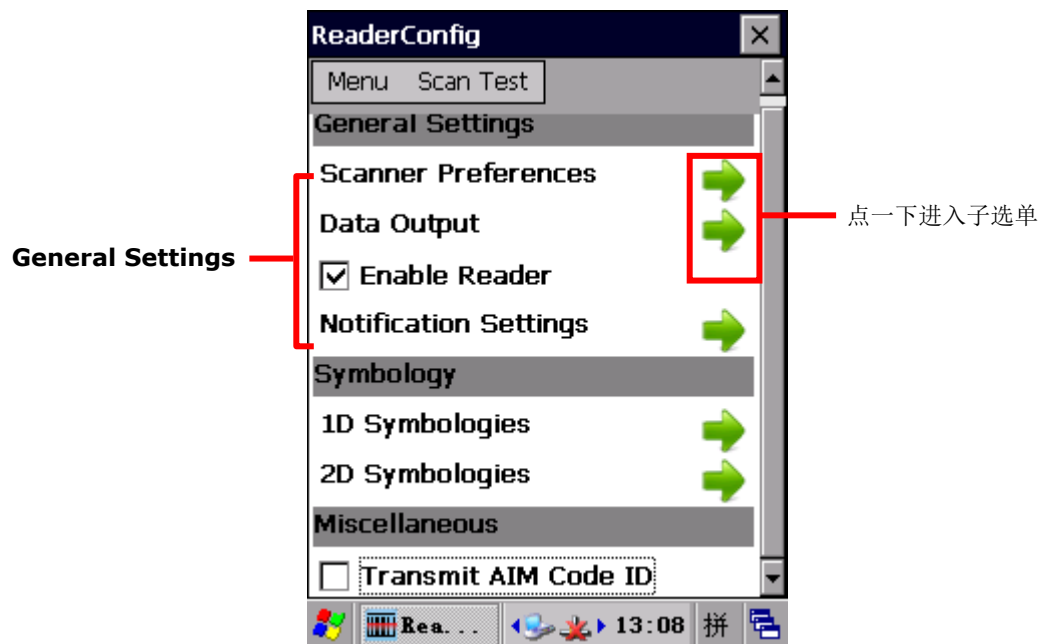 ReaderConfig
Menu Scan Test
General Settings
Scanner Preferences
Data Output
点一下进入子选单
General Settings
Enable Reader
Notification Settings
Symbology
1D Symbologies
2D Symbologies
Miscellaneous
Transmit AIM Code ID
Rea... 13:08 拼